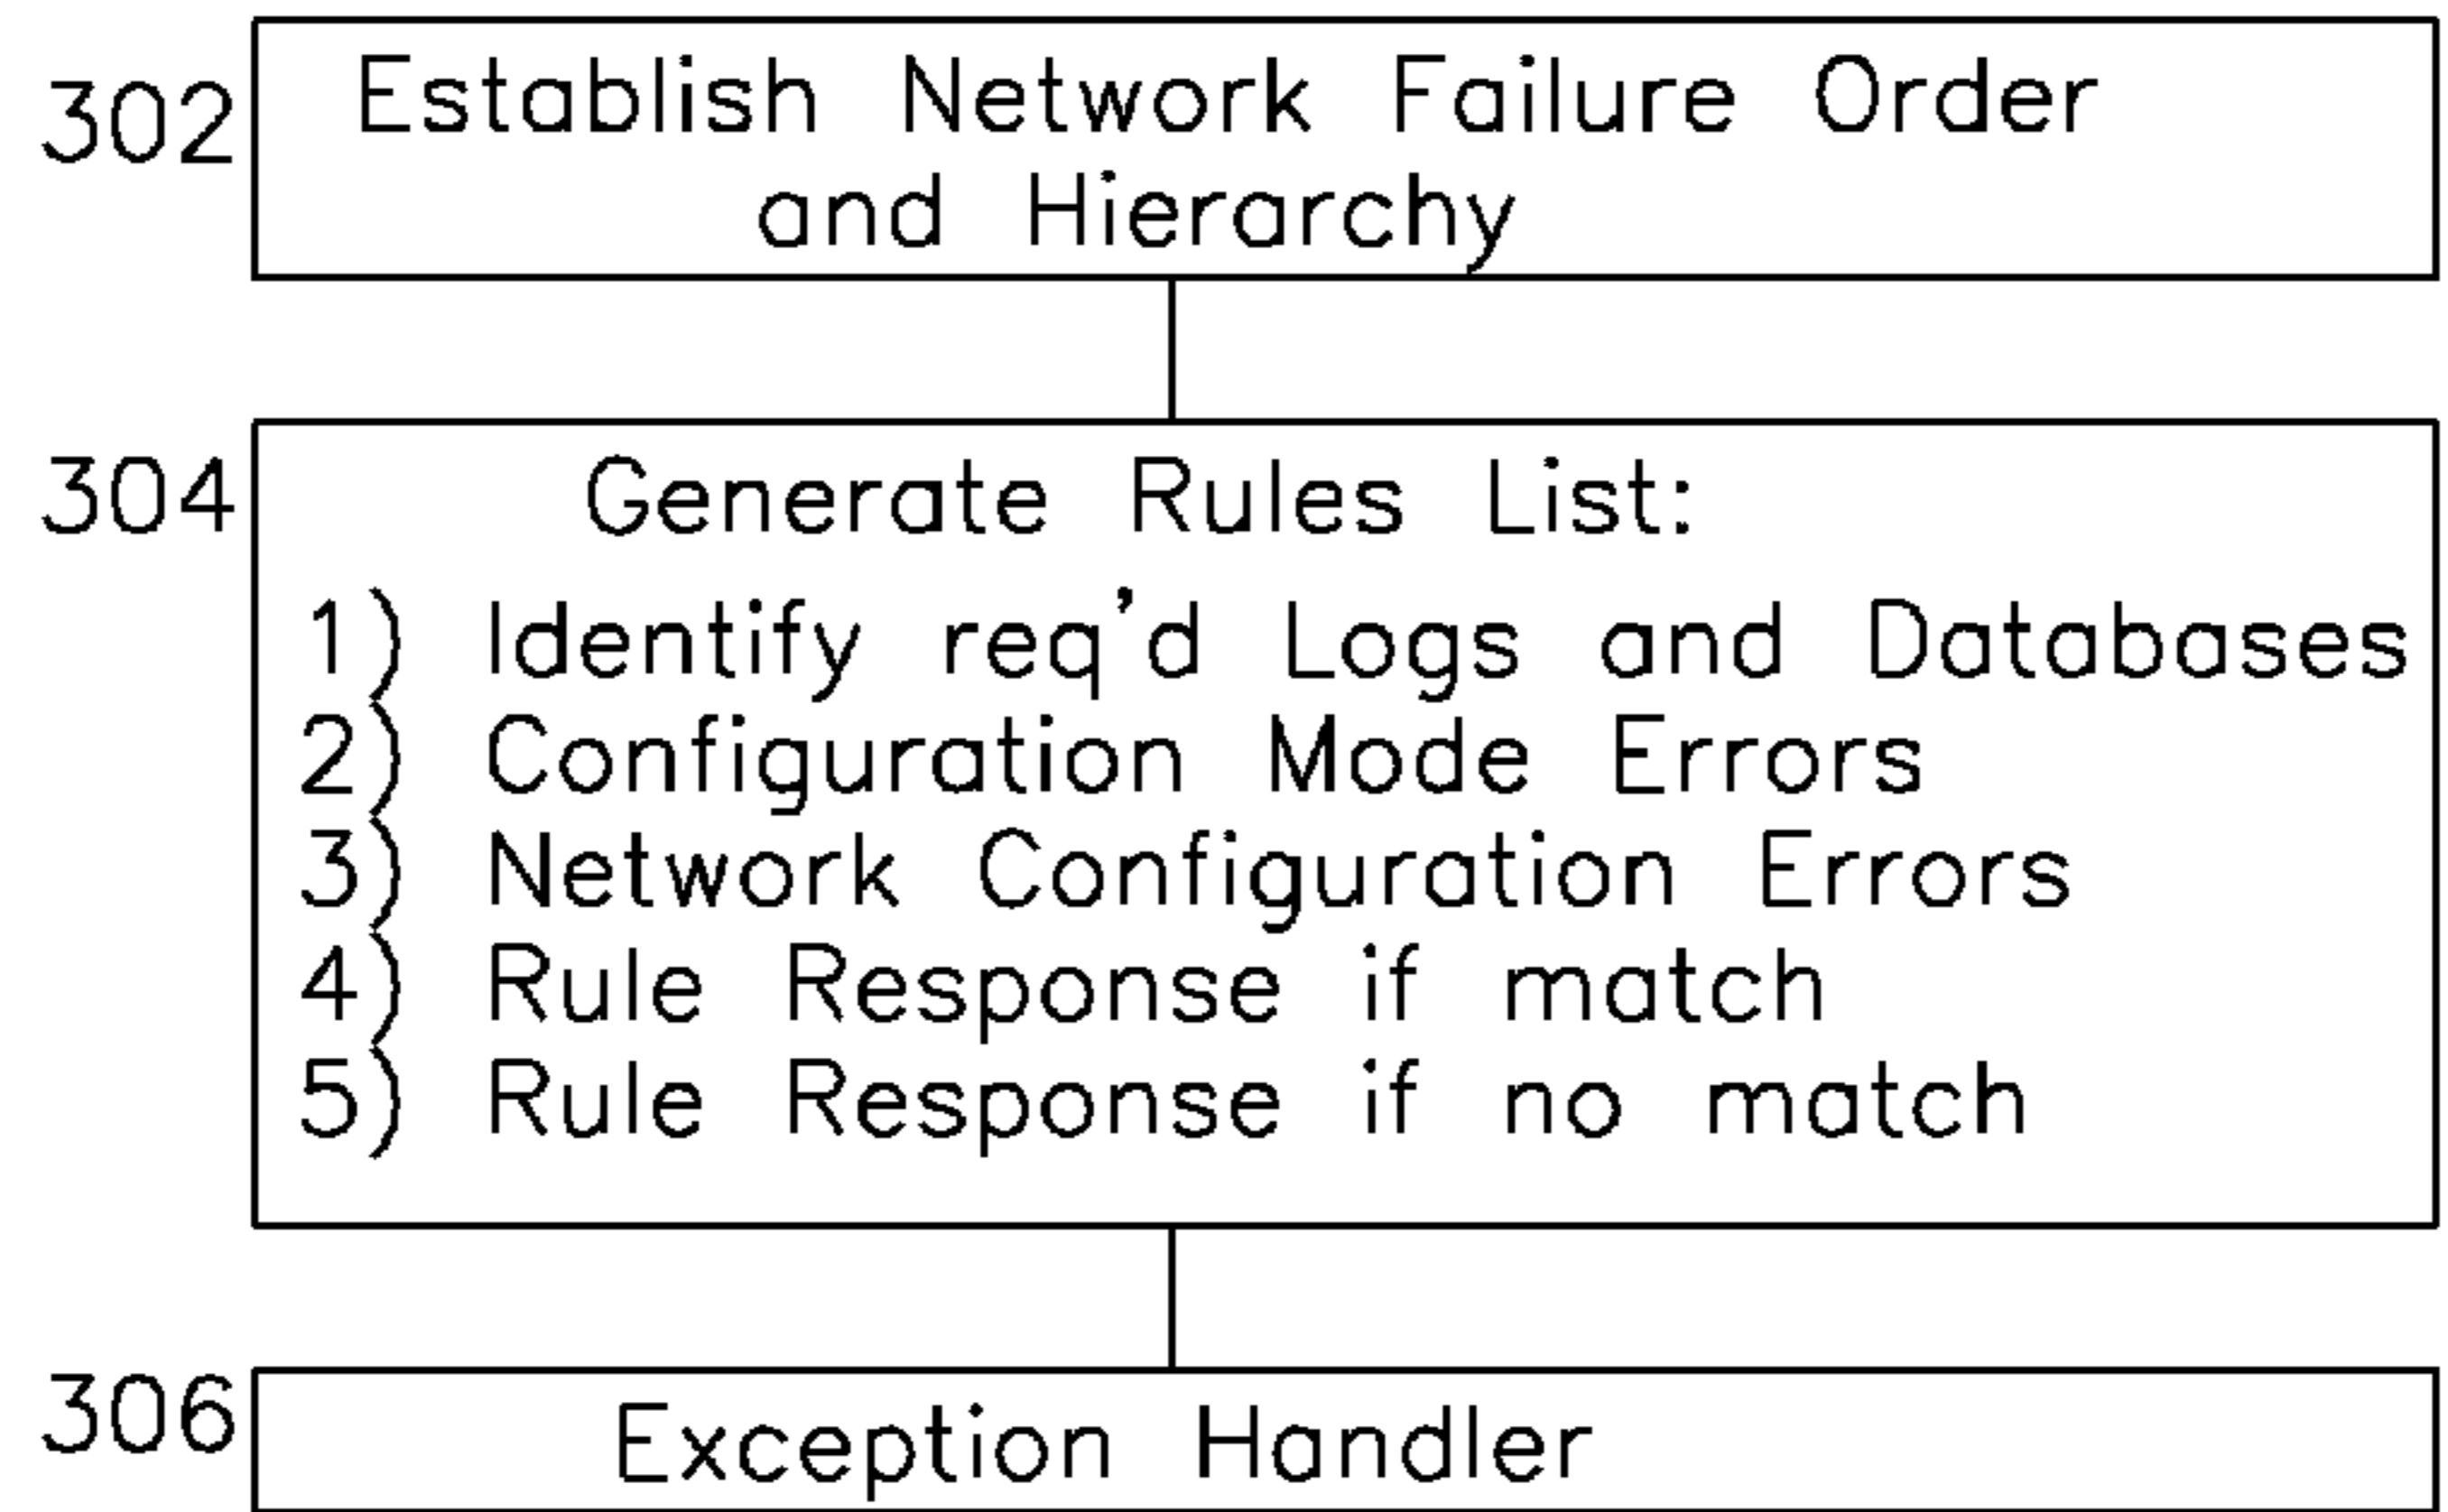 302 Establish Network Failure Order
and Hierarchy
304 Generate Rules List:
1) Identify req'd Logs and Databases
2) Configuration Mode Errors
3) Network Configuration Errors
4) Rule Response if match
5) Rule Response if no match
306 Exception Handler